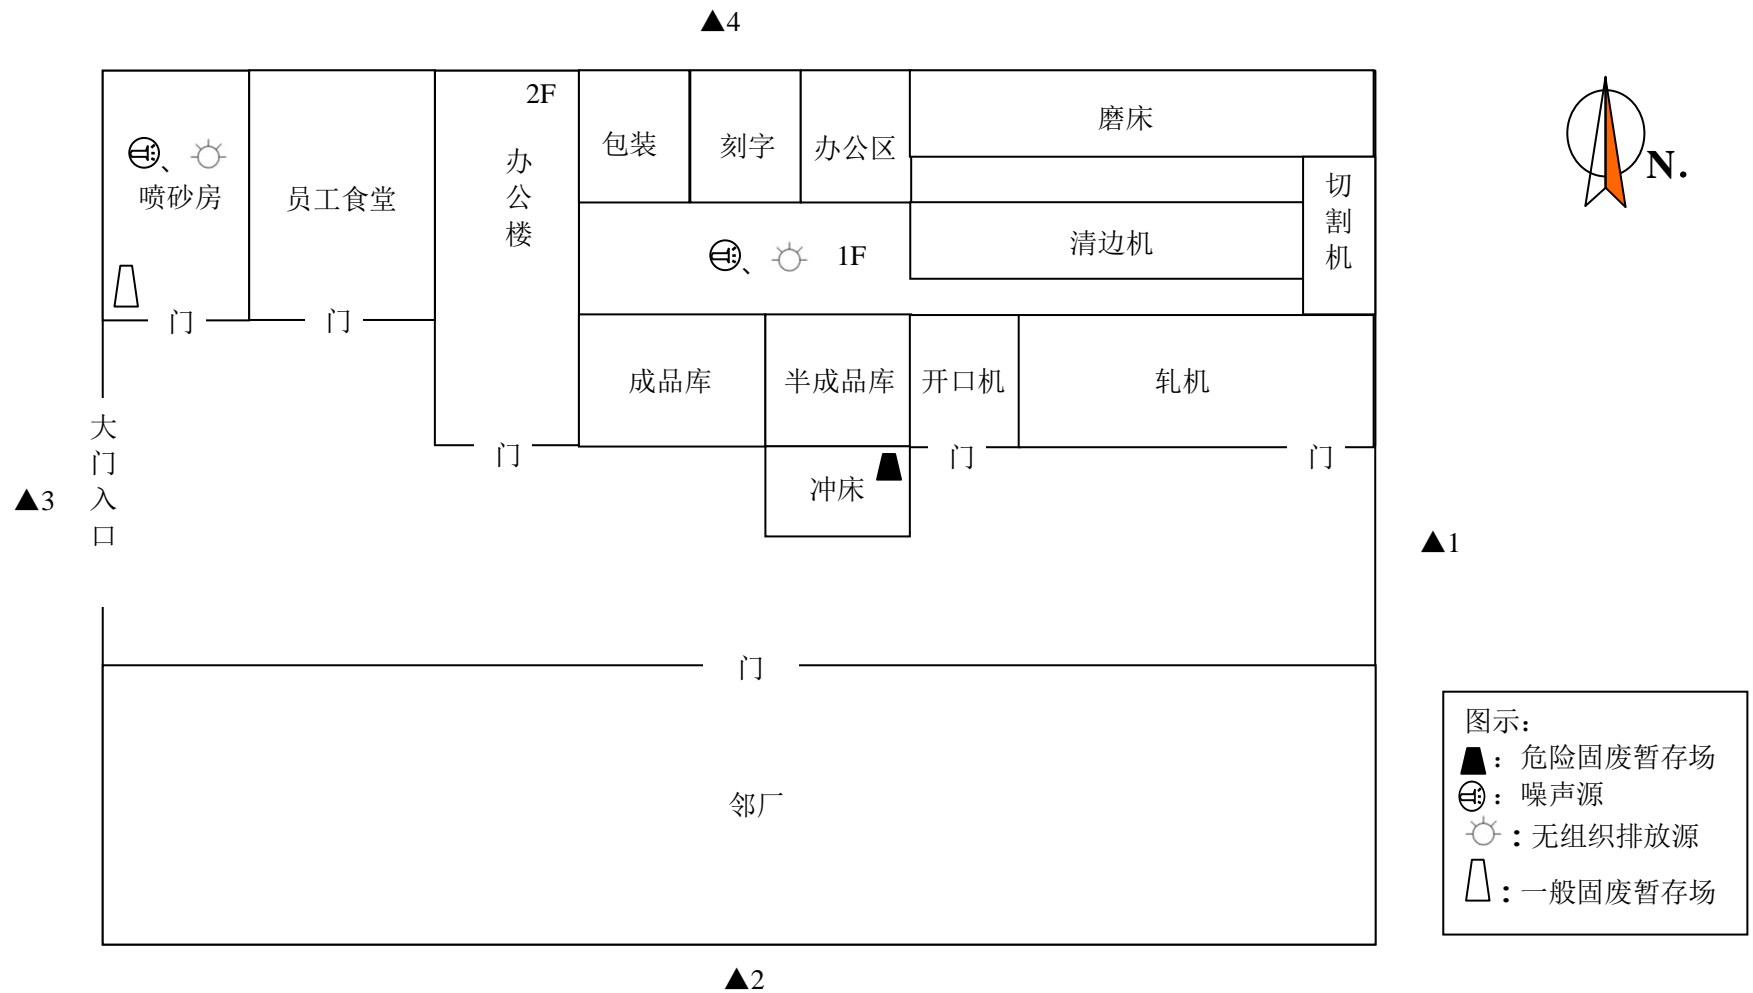 ▲4
2F
办公楼
包装
刻字
办公区
磨床
N.
、
喷砂房
员工食堂
切割机
、
1F
清边机
门
门
成品库
半成品库
开口机
轧机
大门入口
门
门
门
冲床
▲3
▲1
门
邻厂
图示：
：危险固废暂存场
：噪声源
：无组织排放源
：一般固废暂存场
▲2